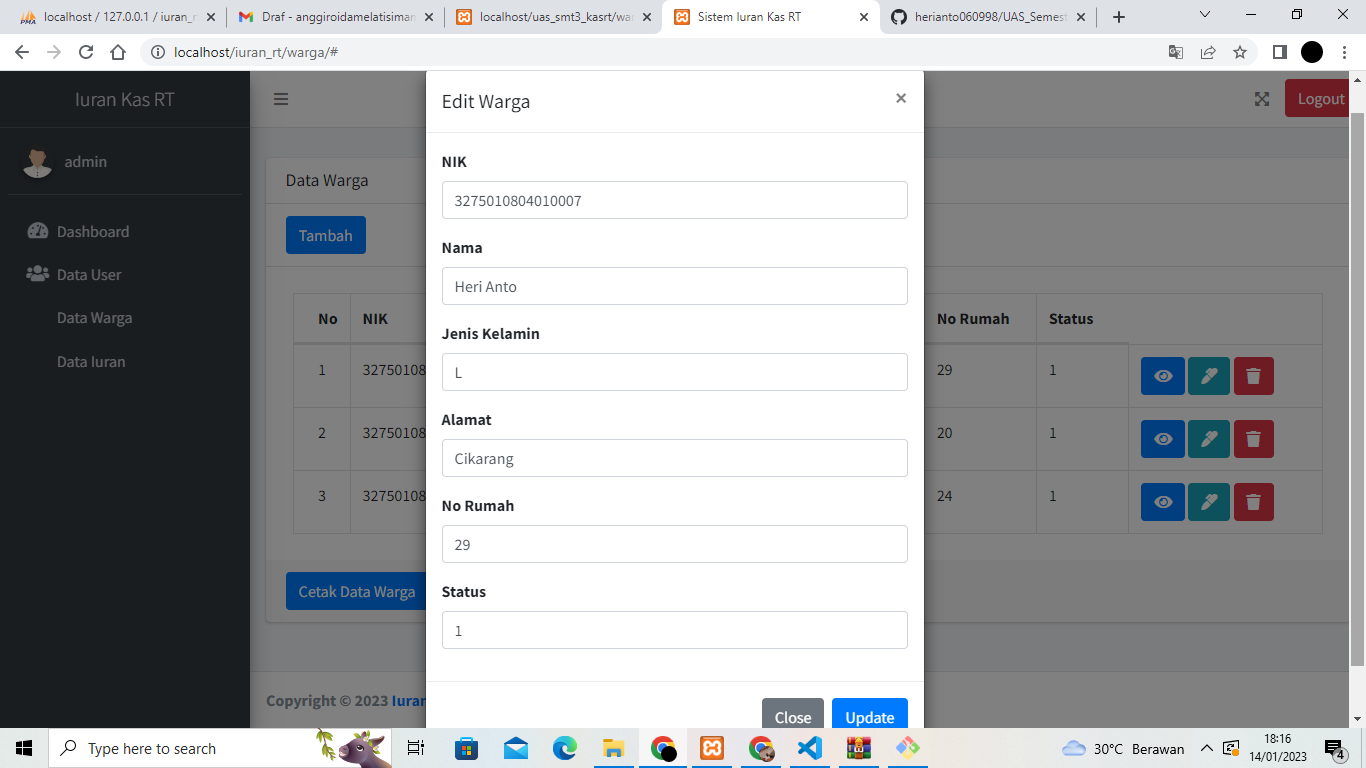 localhost / 127.0.0.1 / iuran_r
Draf - anggiroidamelatisiman
localhost/uas_smt3_kasrt/war
Sistem Iuran Kas RT
herianto060998/UAS_Semest
localhost/iuran_rt/warga/#
Iuran Kas RT
Logout
admin
Dashboard
Data User
Data Warga
Data Iuran
Data Warga
Tambah
No NIK No Rumah Status
1 32750108 29 1
2 32750108 20 1
3 32750108 24 1
Cetak Data Warga
Copyright © 2023 Iuran
Edit Warga
×
NIK
3275010804010007
Nama
Heri Anto
Jenis Kelamin
L
Alamat
Cikarang
No Rumah
29
Status
1
Close Update
Type here to search
30°C Berawan
18:16
14/01/2023
4